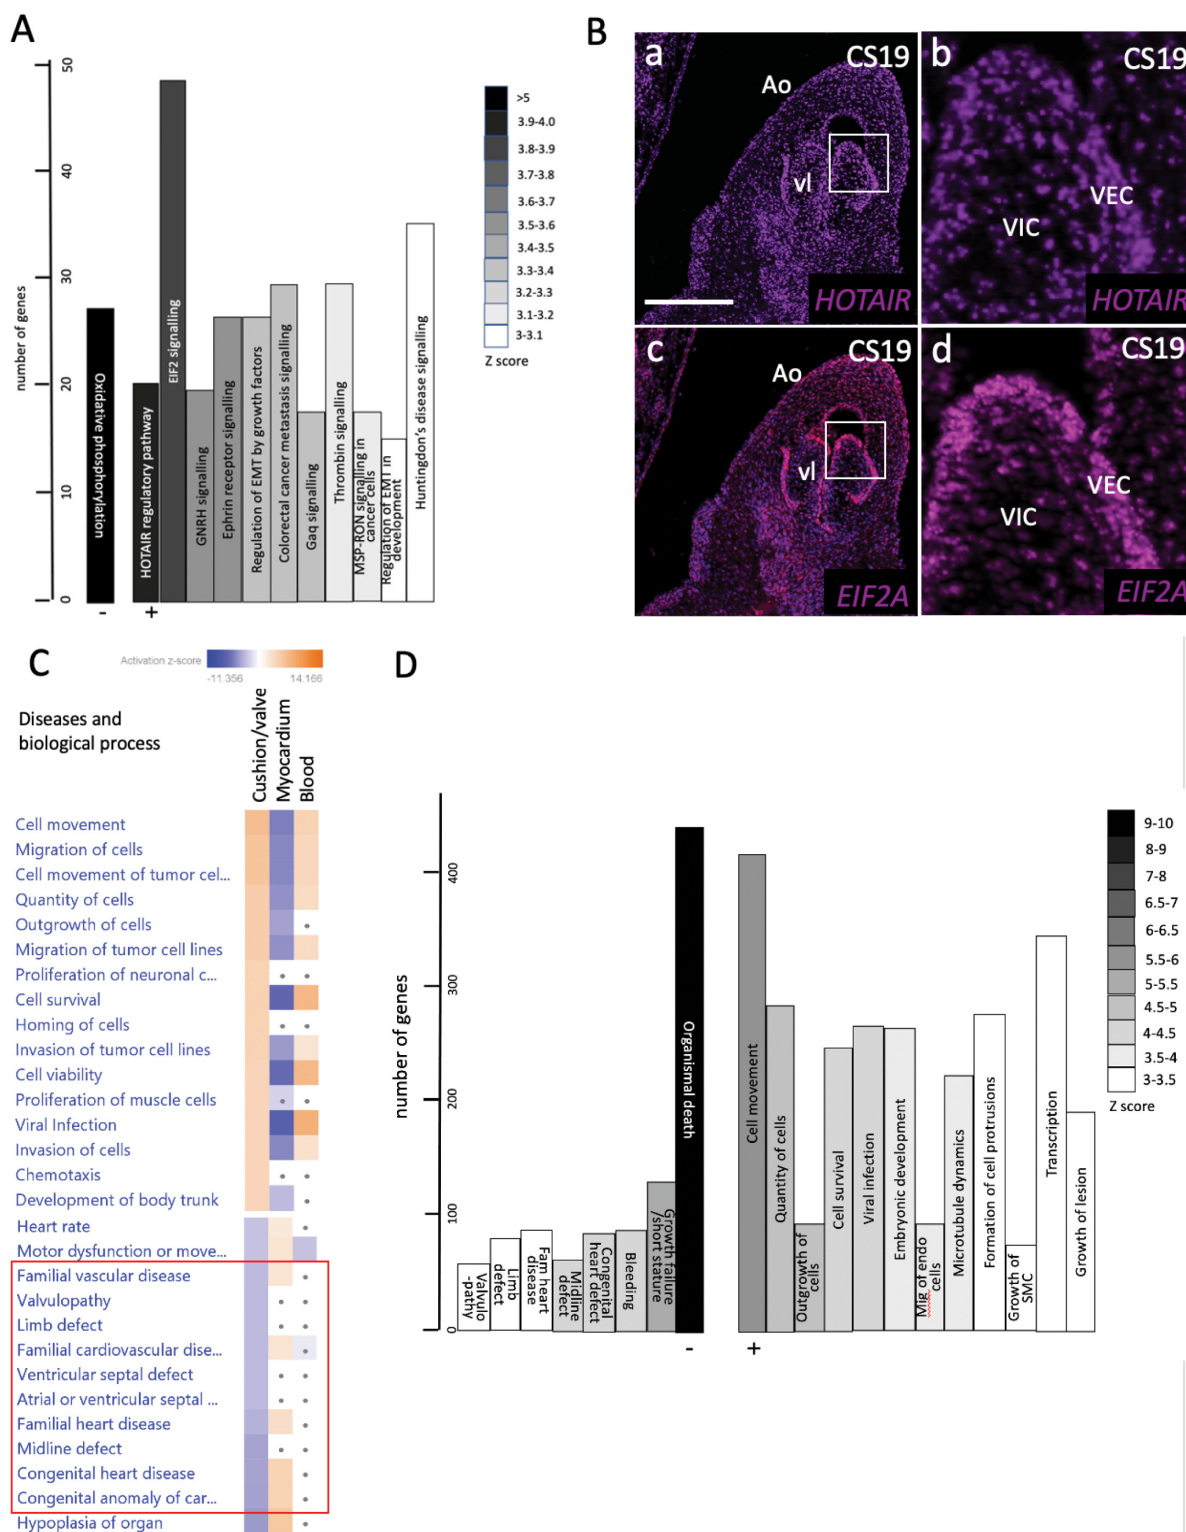 A
number of genes
50
40
30
20
10
0
Oxidative phosphorylation
HOTAIR regulatory pathway
EIF2 signalling
GNRH signalling
Ephrin receptor signalling
Regulation of EMT by growth factors
Colorectal cancer metastasis signalling
Gaq signalling
Thrombin signalling
MSP-RON signalling in
cancer cells
Regulation of EMT in
development
Huntingdon's disease signalling
-
+
>5
3.9-4.0
3.8-3.9
3.7-3.8
3.6-3.7
3.5-3.6
3.4-3.5
3.3-3.4
3.2-3.3
3.1-3.2
3-3.1
Z score
B
a
CS19
Ao
vl
HOTAIR
b
CS19
VEC
VIC
HOTAIR
c
CS19
Ao
vl
EIF2A
d
CS19
VEC
VIC
EIF2A
C
Activation z-score
-11.356
14.166
Diseases and
biological process
Cushion/valve
Myocardium
Blood
Cell movement
Migration of cells
Cell movement of tumor cel...
Quantity of cells
Outgrowth of cells
Migration of tumor cell lines
Proliferation of neuronal c...
Cell survival
Homing of cells
Invasion of tumor cell lines
Cell viability
Proliferation of muscle cells
Viral Infection
Invasion of cells
Chemotaxis
Development of body trunk
Heart rate
Motor dysfunction or move...
Familial vascular disease
Valvulopathy
Limb defect
Familial cardiovascular dise...
Ventricular septal defect
Atrial or ventricular septal ...
Familial heart disease
Midline defect
Congenital heart disease
Congenital anomaly of car...
Hypoplasia of organ
D
number of genes
400
300
200
100
0
Valvulo
-pathy
Limb
defect
Fam heart
disease
Midline
defect
Congenital
heart defect
Bleeding
Growth failure
/short stature
Organismal death
Cell movement
Quantity of cells
Outgrowth of
cells
Cell survival
Viral infection
Embryonic development
Mig of endo
cells
Microtubule dynamics
Formation of cell protrusions
Growth of
SMC
Transcription
Growth of lesion
-
+
9-10
8-9
7-8
6.5-7
6-6.5
5.5-6
5-5.5
4.5-5
4-4.5
3.5-4
3-3.5
Z score